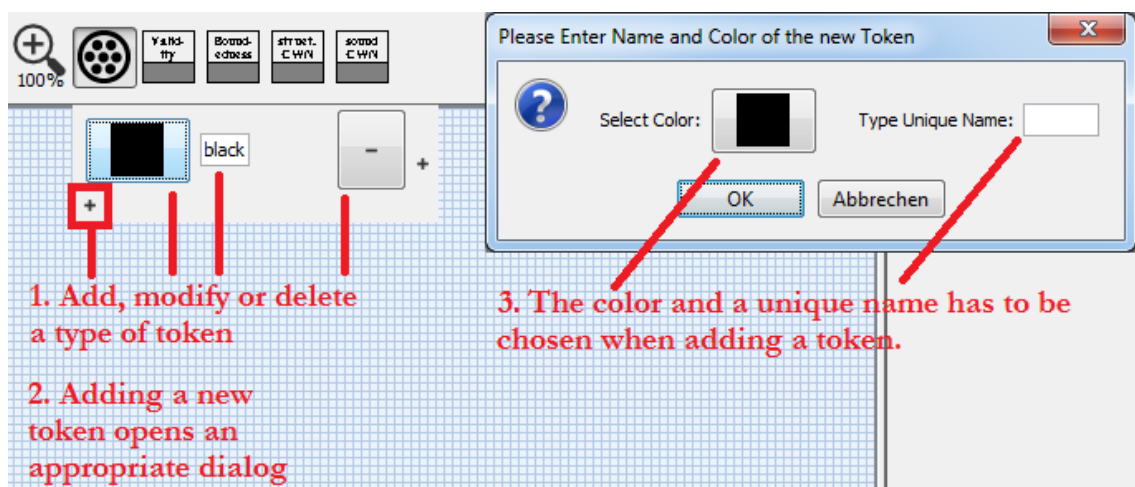 100%
Valid-
ity
Bound-
edness
struct.
CWN
sound
CWN
black
-
+
+
Please Enter Name and Color of the new Token
Select Color:
Type Unique Name:
OK
Abbrechen
1. Add, modify or delete
a type of token
2. Adding a new
token opens an
appropriate dialog
3. The color and a unique name has to be
chosen when adding a token.